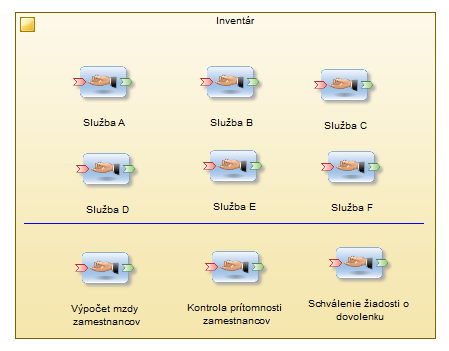 Inventár
Služba A
Služba B
Služba C
Služba D
Služba E
Služba F
Výpočet mzdy
zamestnancov
Kontrola prítomnosti
zamestnancov
Schválenie žiadosti o
dovolenku